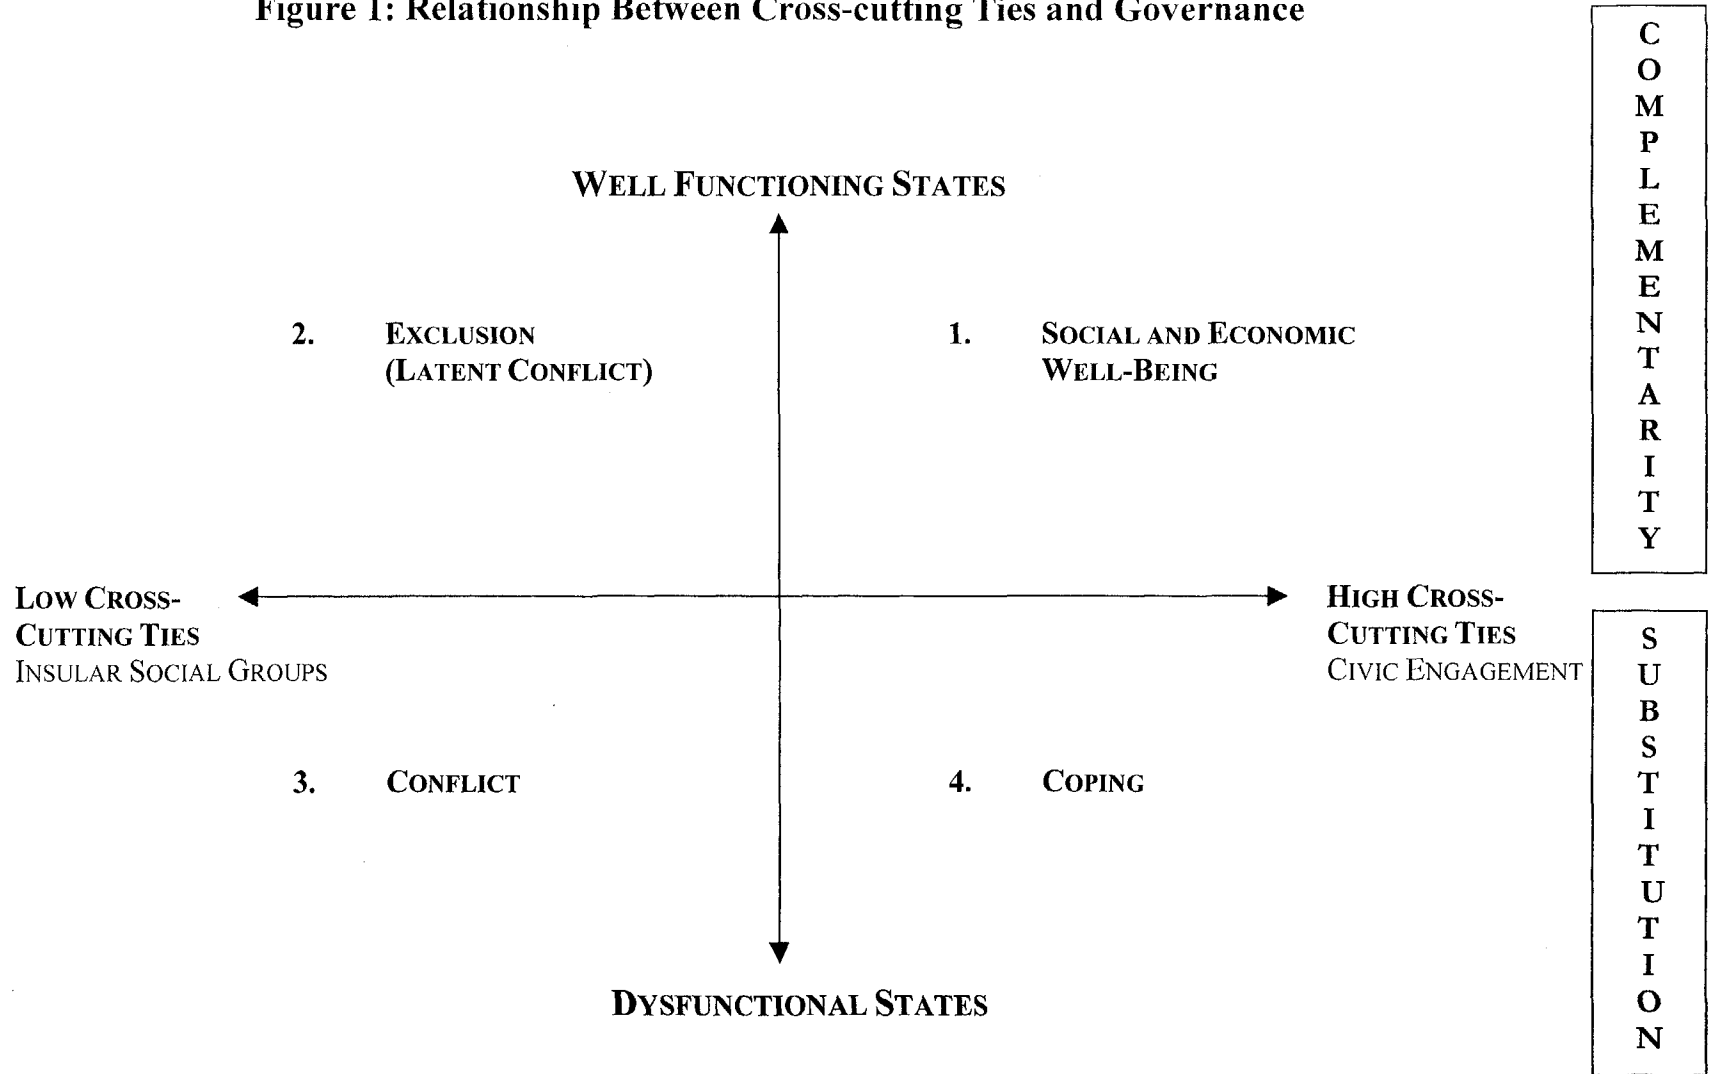 Figure 1: Relationship Between Cross-cutting Ties and Governance
WELL FUNCTIONING STATES
2. EXCLUSION
(LATENT CONFLICT)
1. SOCIAL AND ECONOMIC
WELL-BEING
LOW CROSS-
CUTTING TIES
INSULAR SOCIAL GROUPS
HIGH CROSS-
CUTTING TIES
CIVIC ENGAGEMENT
3. CONFLICT
4. COPING
DYSFUNCTIONAL STATES
COMPLEMENTARITY
SUBSTITUTION